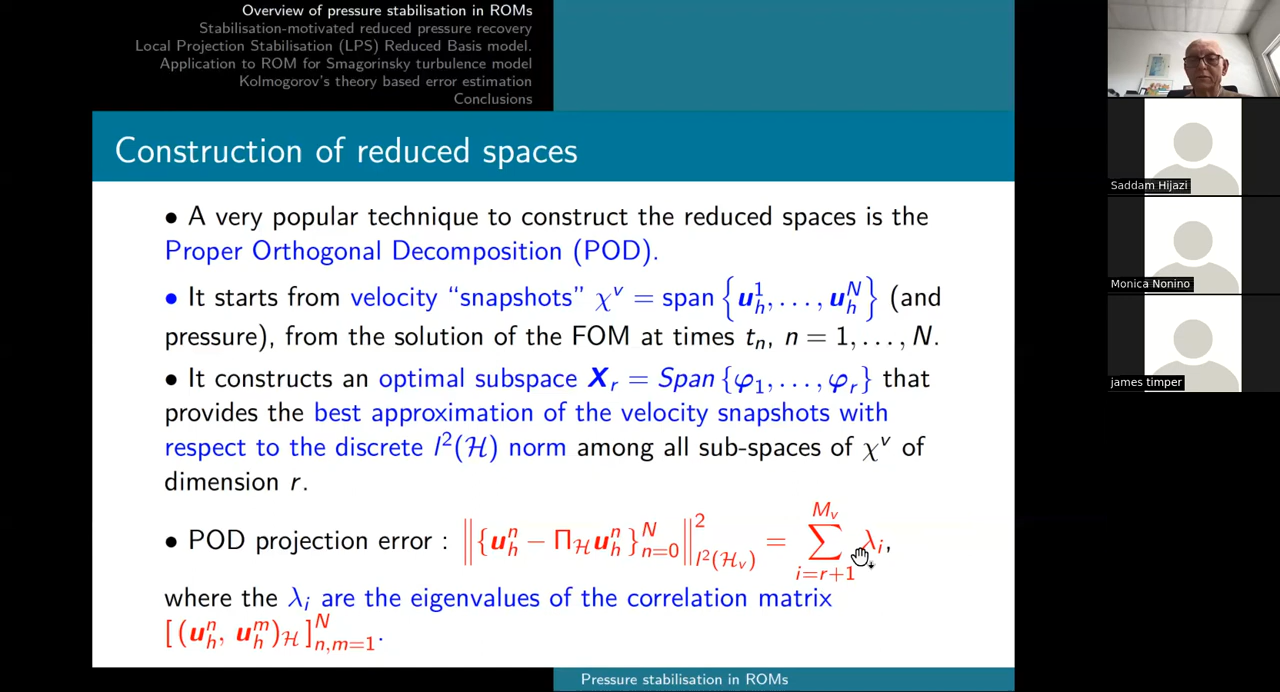 Overview of pressure stabilisation in ROMs
Stabilisation-motivated reduced pressure recovery
Local Projection Stabilisation (LPS) Reduced Basis model.
Application to ROM for Smagorinsky turbulence model
Kolmogorov's theory based error estimation
Conclusions
Construction of reduced spaces
• A very popular technique to construct the reduced spaces is the
Proper Orthogonal Decomposition (POD).
• It starts from velocity “snapshots” χ^v = span {u_h^1, . . . , u_h^N} (and
pressure), from the solution of the FOM at times t_n, n = 1, . . . , N.
• It constructs an optimal subspace X_r = Span {φ_1, . . . , φ_r} that
provides the best approximation of the velocity snapshots with
respect to the discrete l^2(H) norm among all sub-spaces of χ^v of
dimension r.
• POD projection error : ‖{u_h^n − Π_H u_h^n}_{n=0}^N‖^2_{l^2(H_v)} = ∑_{i=r+1}^{M_v} λ_i,
where the λ_i are the eigenvalues of the correlation matrix
[(u_h^n, u_h^m)_H]_{n,m=1}^N.
Pressure stabilisation in ROMs
Saddam Hijazi
Monica Nonino
james timper